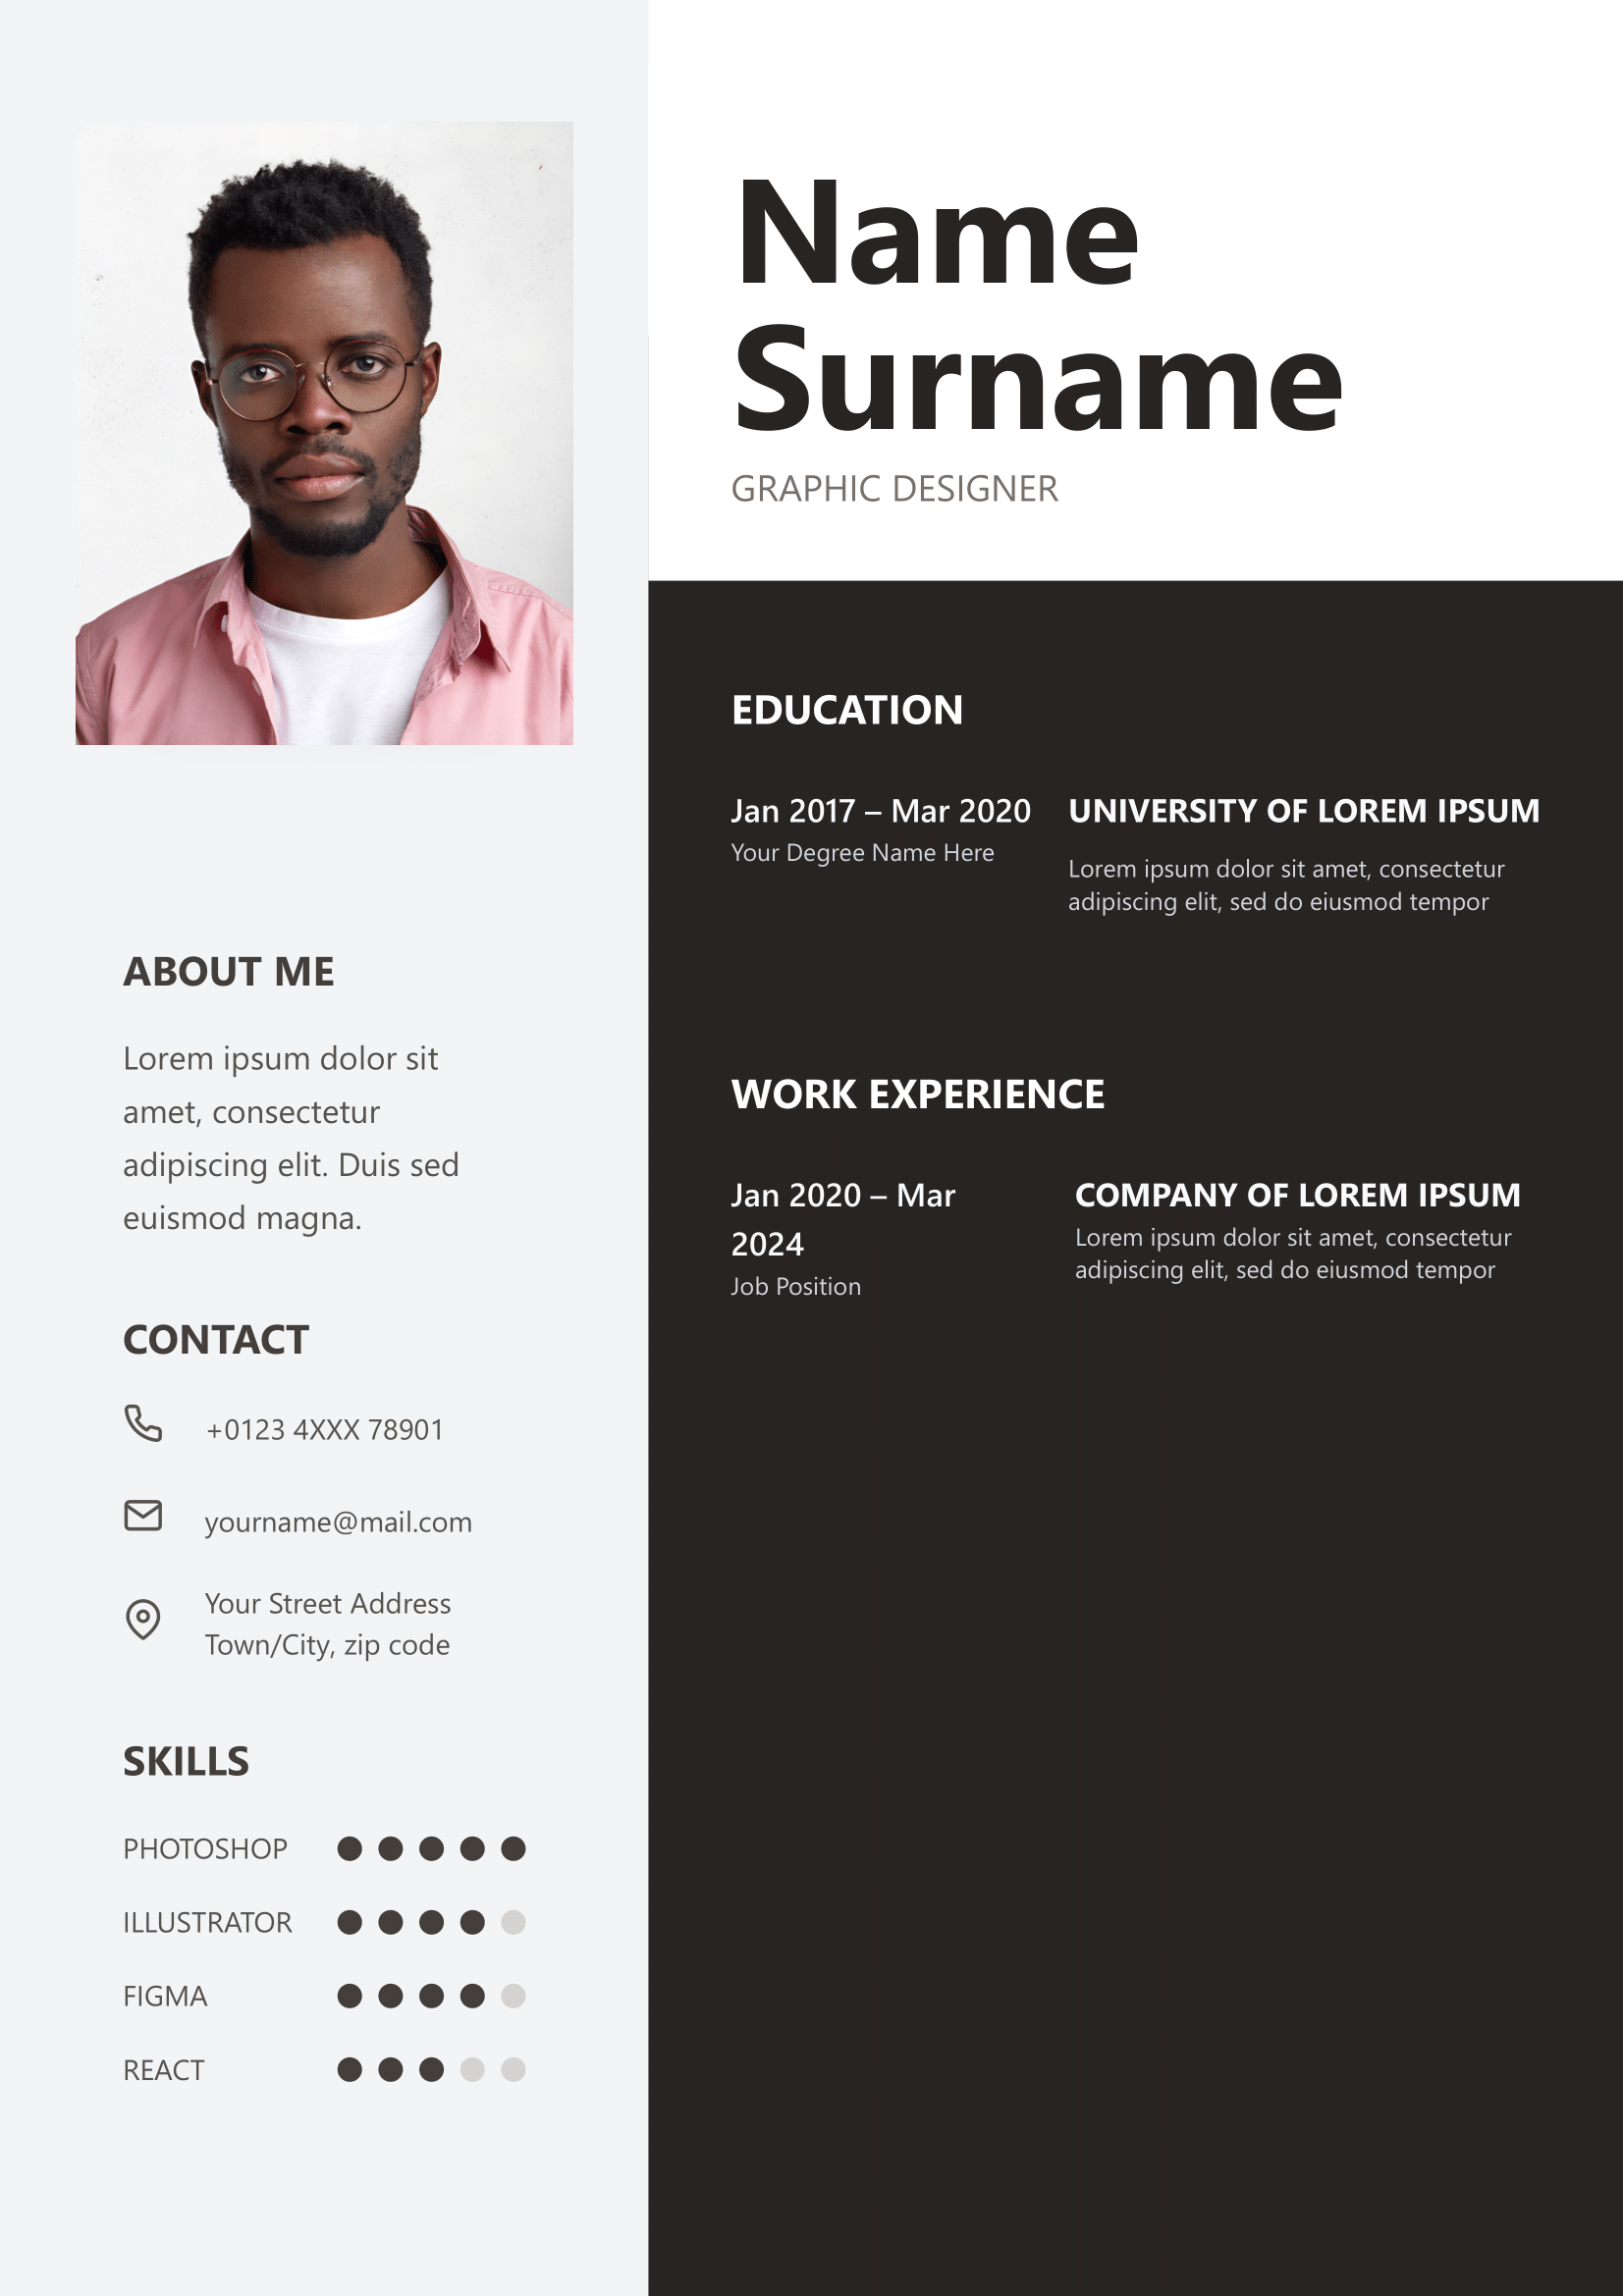 Name
Surname
GRAPHIC DESIGNER
ABOUT ME
Lorem ipsum dolor sit
amet, consectetur
adipiscing elit. Duis sed
euismod magna.
CONTACT
+0123 4XXX 78901
yourname@mail.com
Your Street Address
Town/City, zip code
SKILLS
PHOTOSHOP
ILLUSTRATOR
FIGMA
REACT
EDUCATION
Jan 2017 – Mar 2020
Your Degree Name Here
UNIVERSITY OF LOREM IPSUM
Lorem ipsum dolor sit amet, consectetur
adipiscing elit, sed do eiusmod tempor
WORK EXPERIENCE
Jan 2020 – Mar
2024
Job Position
COMPANY OF LOREM IPSUM
Lorem ipsum dolor sit amet, consectetur
adipiscing elit, sed do eiusmod tempor